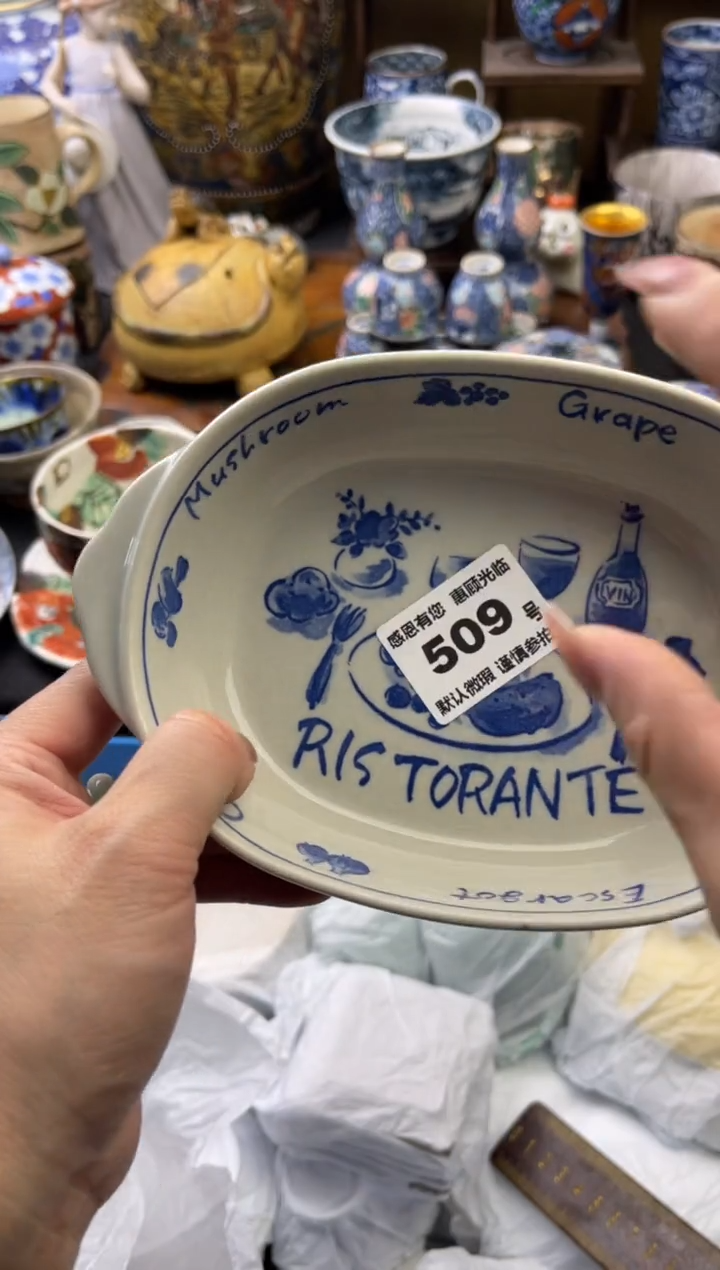 Mushroom
Grape
VIN
感恩有您 惠顾光临
509 号
默认微瑕 谨慎参拍
RISTORANTE
Escargot